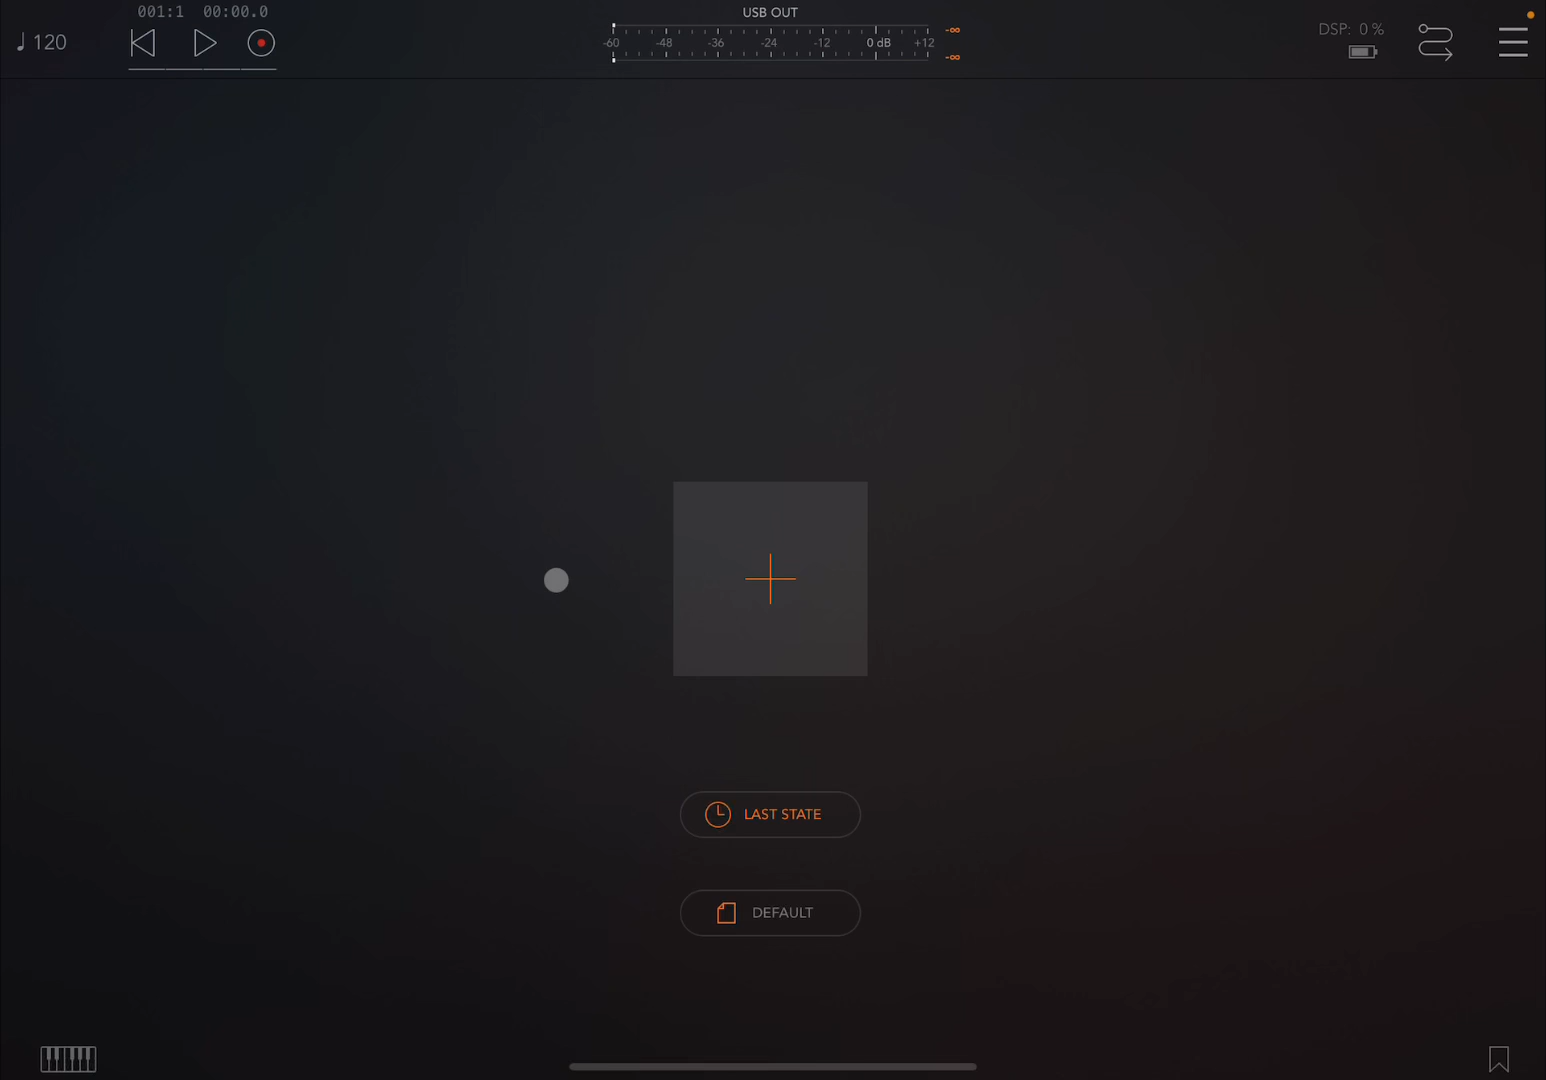 001:1 00:00.0
USB OUT
♩ 120
-60 -48 -36 -24 -12 0 dB +12
-∞
-∞
DSP: 0 %
LAST STATE
DEFAULT